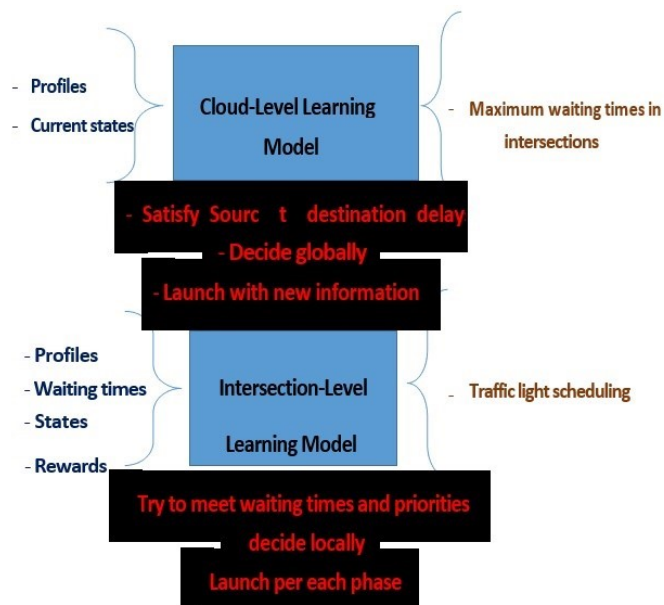 - Profiles
- Current states
Cloud-Level Learning
Model
- Maximum waiting times in
intersections
- Satisfy Sourc t destination delay
- Decide globally
- Launch with new information
- Profiles
- Waiting times
- States
- Rewards
Intersection-Level
Learning Model
- Traffic light scheduling
Try to meet waiting times and priorities
decide locally
Launch per each phase